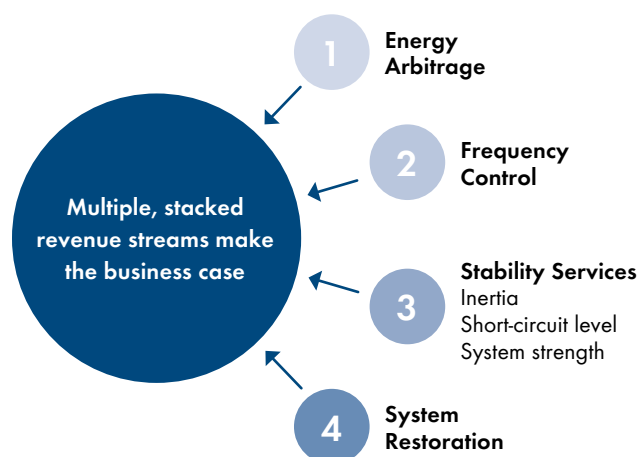 Multiple, stacked
revenue streams make
the business case
1
Energy
Arbitrage
2
Frequency
Control
3
Stability Services
Inertia
Short-circuit level
System strength
4
System
Restoration